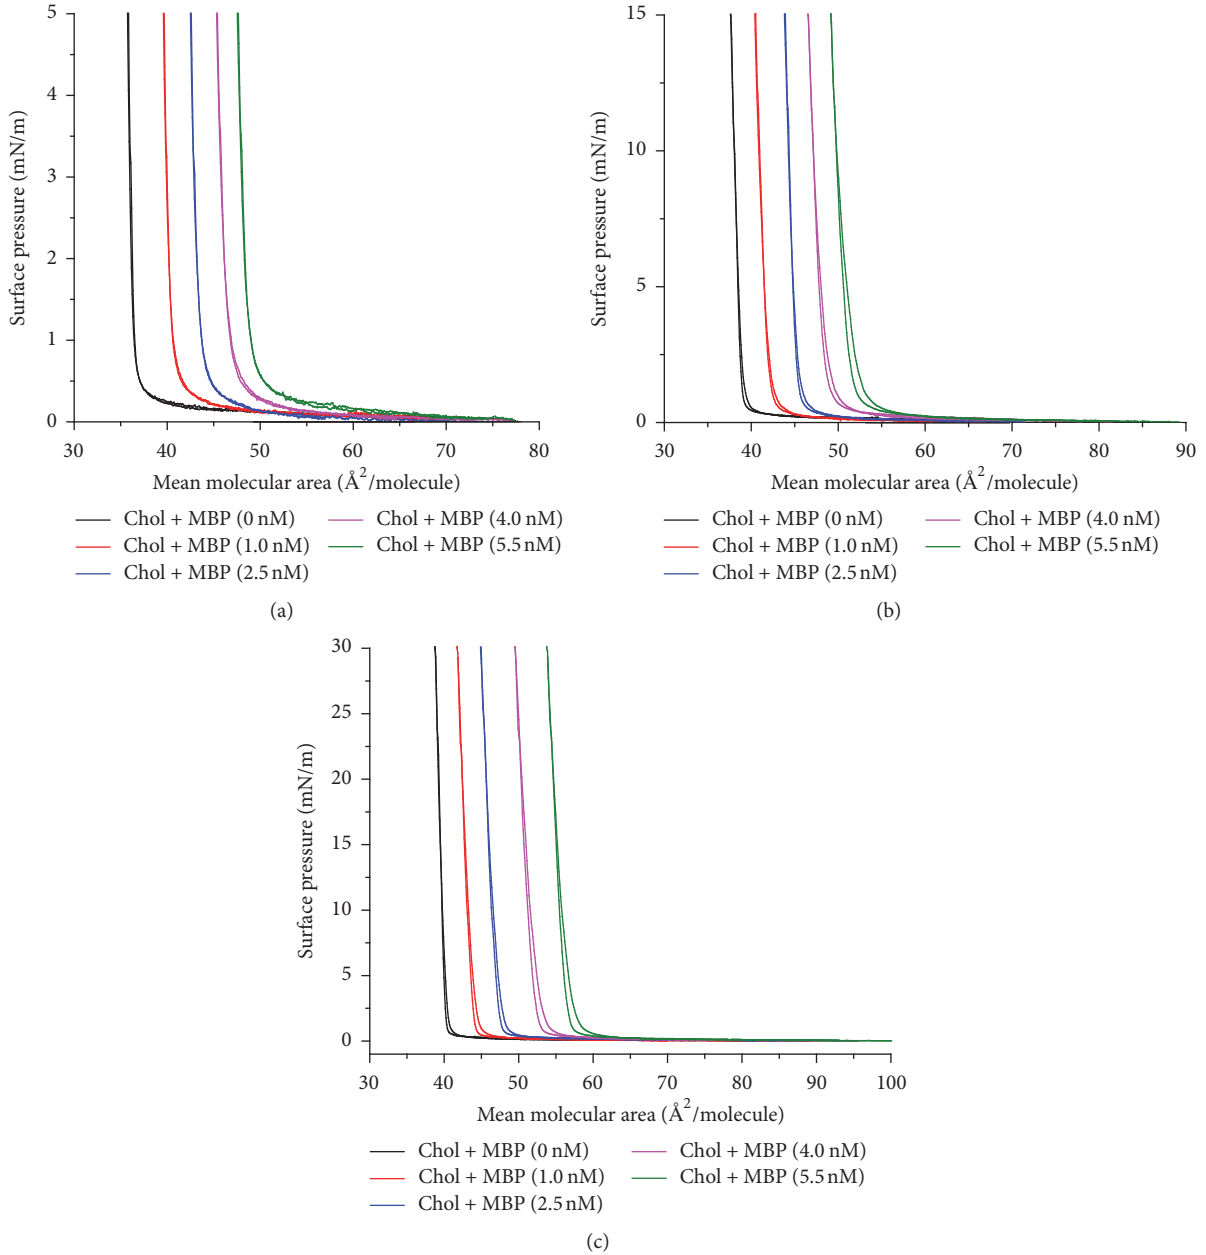 5
4
3
2
1
0
30
40
50
60
70
80
Surface pressure (mN/m)
Mean molecular area (Å²/molecule)
Chol + MBP (0 nM)
Chol + MBP (1.0 nM)
Chol + MBP (2.5 nM)
Chol + MBP (4.0 nM)
Chol + MBP (5.5 nM)
(a)
15
10
5
0
30
40
50
60
70
80
90
Surface pressure (mN/m)
Mean molecular area (Å²/molecule)
Chol + MBP (0 nM)
Chol + MBP (1.0 nM)
Chol + MBP (2.5 nM)
Chol + MBP (4.0 nM)
Chol + MBP (5.5 nM)
(b)
30
25
20
15
10
5
0
30
40
50
60
70
80
90
100
Surface pressure (mN/m)
Mean molecular area (Å²/molecule)
Chol + MBP (0 nM)
Chol + MBP (1.0 nM)
Chol + MBP (2.5 nM)
Chol + MBP (4.0 nM)
Chol + MBP (5.5 nM)
(c)